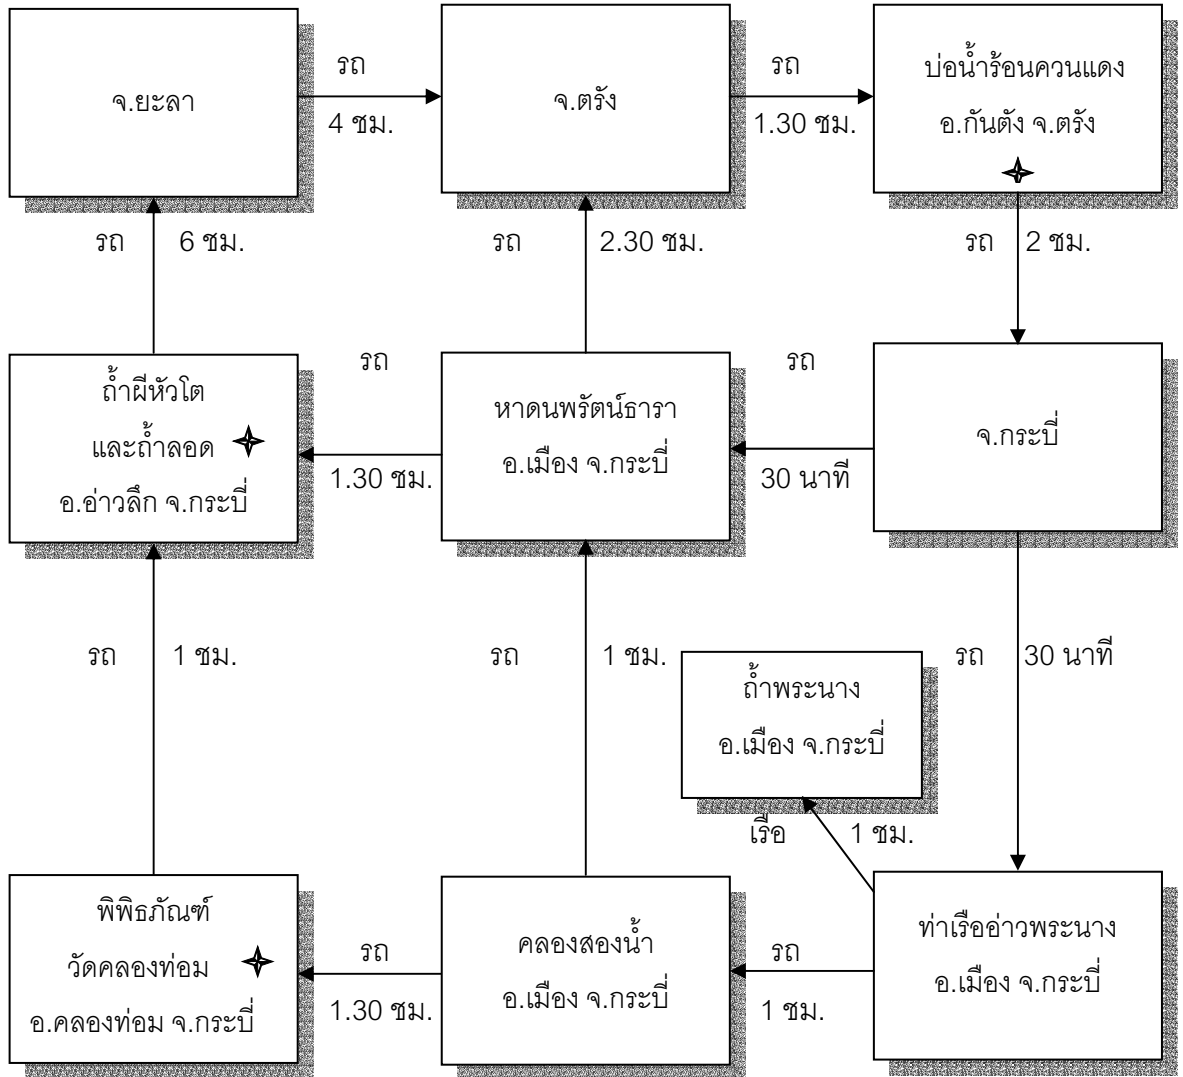 จ.ยะลา
รถ
4 ชม.
จ.ตรัง
รถ
1.30 ชม.
บ่อน้ำร้อนควนแดง
อ.กันตัง จ.ตรัง
รถ 6 ชม.
รถ 2.30 ชม.
รถ 2 ชม.
ถ้ำผีหัวโต
และถ้ำลอด
อ.อ่าวลึก จ.กระบี่
รถ
1.30 ชม.
หาดนพรัตน์ธารา
อ.เมือง จ.กระบี่
รถ
30 นาที
จ.กระบี่
รถ 1 ชม.
รถ 1 ชม.
รถ 30 นาที
ถ้ำพระนาง
อ.เมือง จ.กระบี่
เรือ 1 ชม.
พิพิธภัณฑ์
วัดคลองท่อม
อ.คลองท่อม จ.กระบี่
รถ
1.30 ชม.
คลองสองน้ำ
อ.เมือง จ.กระบี่
รถ
1 ชม.
ท่าเรืออ่าวพระนาง
อ.เมือง จ.กระบี่